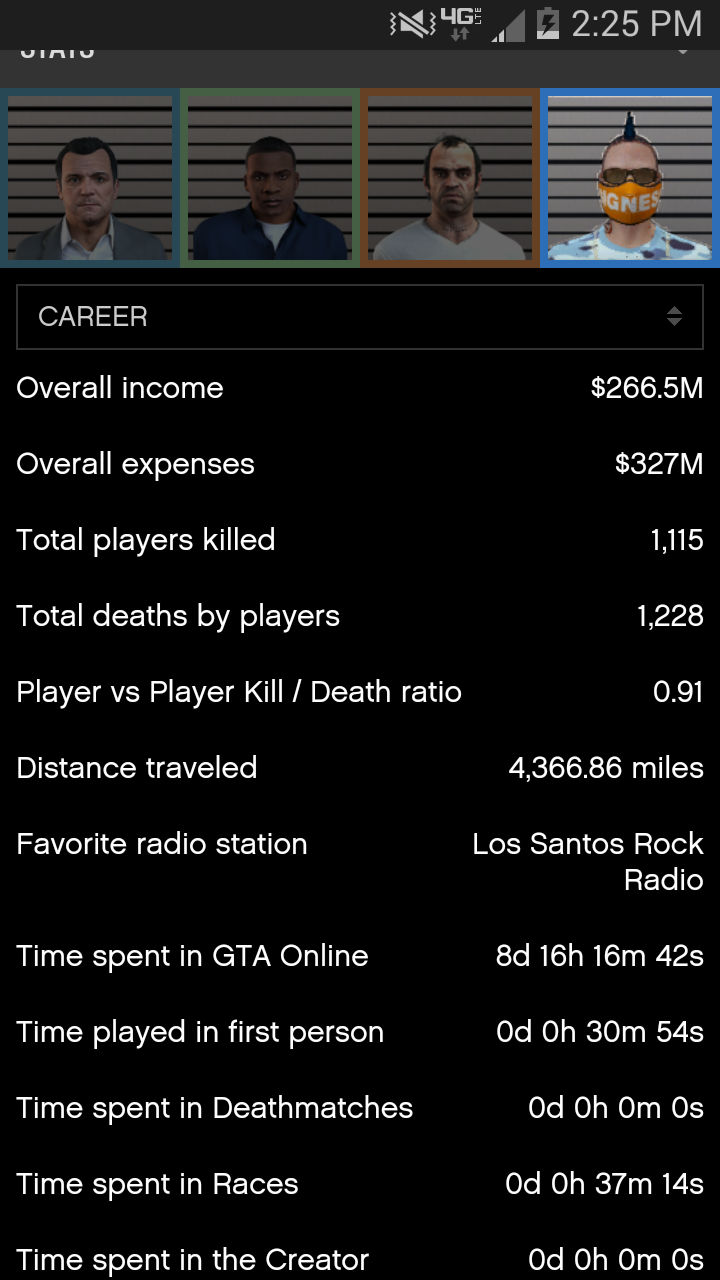 4G LTE 2:25 PM
STATS
IGNES
CAREER
Overall income $266.5M
Overall expenses $327M
Total players killed 1,115
Total deaths by players 1,228
Player vs Player Kill / Death ratio 0.91
Distance traveled 4,366.86 miles
Favorite radio station Los Santos Rock
Radio
Time spent in GTA Online 8d 16h 16m 42s
Time played in first person 0d 0h 30m 54s
Time spent in Deathmatches 0d 0h 0m 0s
Time spent in Races 0d 0h 37m 14s
Time spent in the Creator 0d 0h 0m 0s